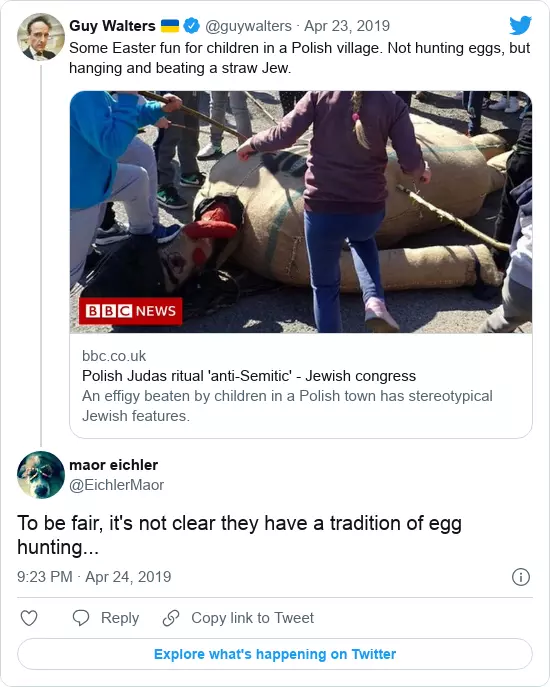 Guy Walters 🇺🇦 @guywalters · Apr 23, 2019
Some Easter fun for children in a Polish village. Not hunting eggs, but
hanging and beating a straw Jew.
BBC NEWS
bbc.co.uk
Polish Judas ritual 'anti-Semitic' - Jewish congress
An effigy beaten by children in a Polish town has stereotypical
Jewish features.
maor eichler
@EichlerMaor
To be fair, it's not clear they have a tradition of egg
hunting...
9:23 PM · Apr 24, 2019
Reply Copy link to Tweet
Explore what's happening on Twitter